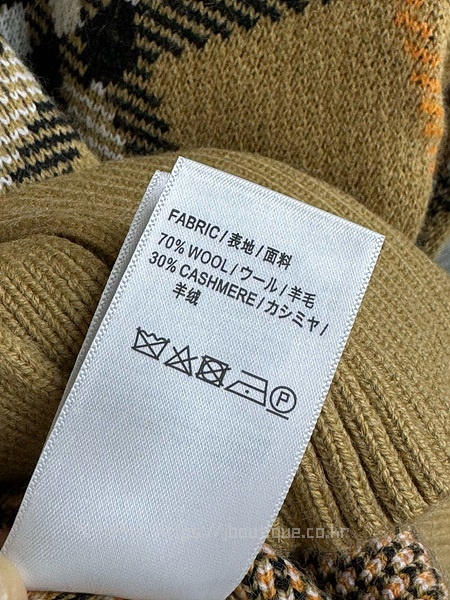 FABRIC / 表地 / 面料
70% WOOL / ウール / 羊毛
30% CASHMERE / カシミヤ /
羊绒
P